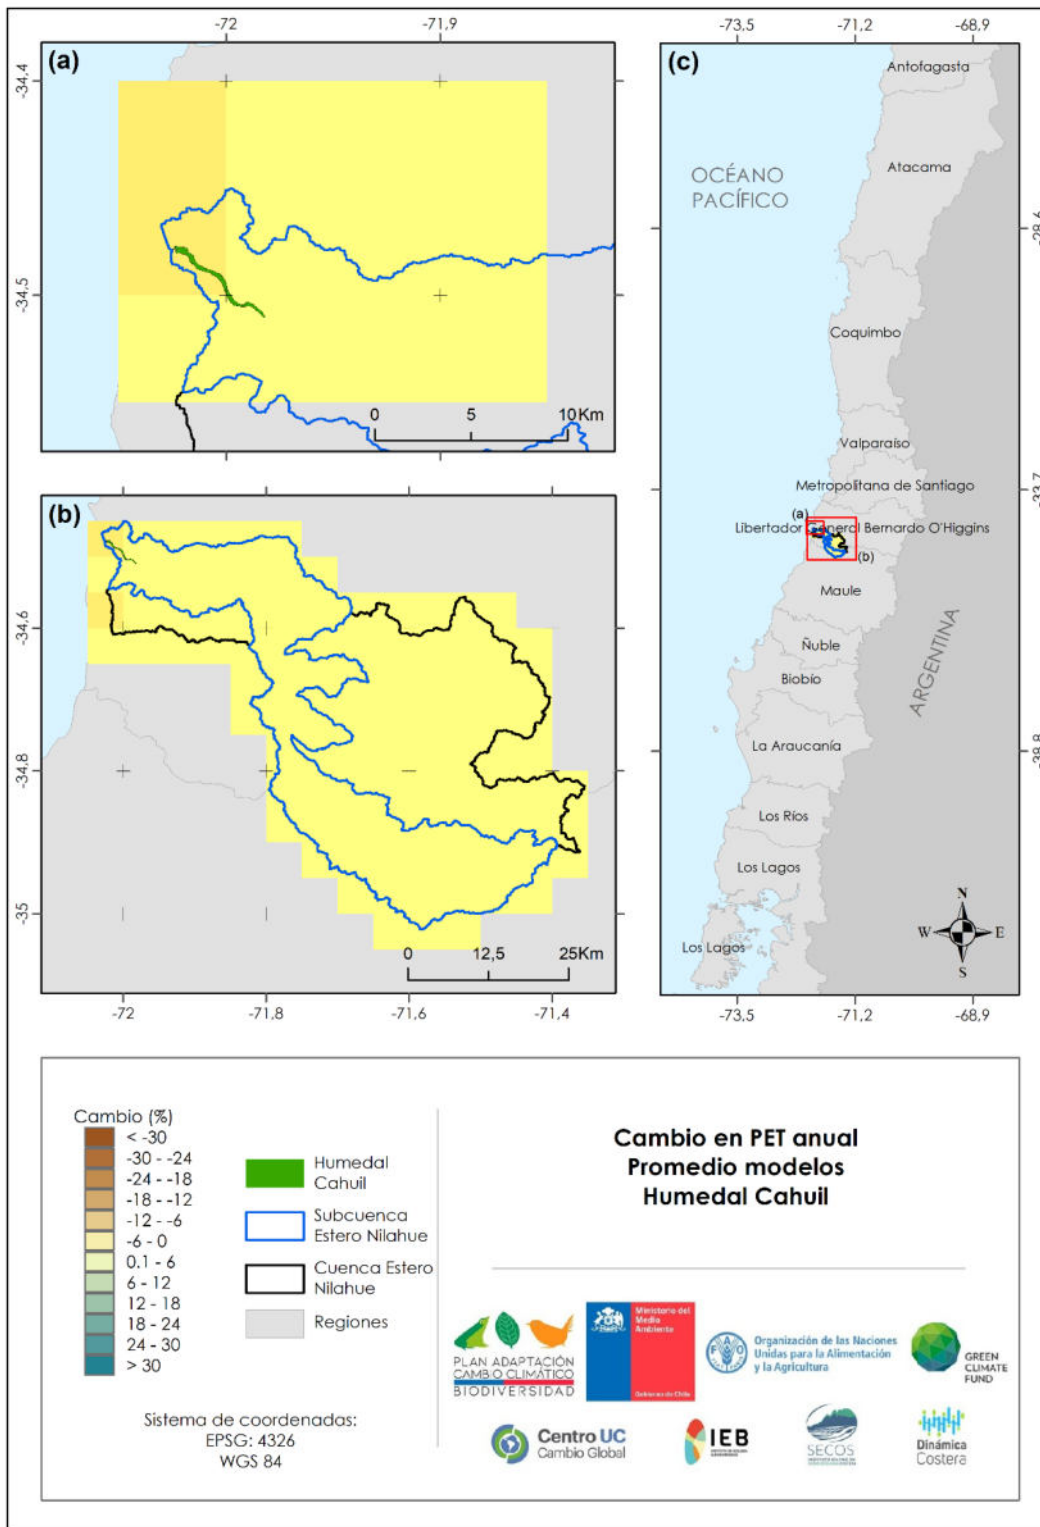 -72
-71,9
-73,5
-71,2
-68,9
(a)
-34.4
-34.5
0
5
10Km
(b)
-34.6
-34.8
-35
0
12,5
25Km
-72
-71,8
-71,6
-71,4
(c)
OCÉANO
PACÍFICO
Antofagasta
Atacama
Coquimbo
Valparaíso
Metropolitana de Santiago
(a)
Libertador General Bernardo O'Higgins
(b)
Maule
Ñuble
Biobío
La Araucanía
Los Ríos
Los Lagos
Los Lagos
ARGENTINA
N
W
E
S
-28.6
-33.7
-38.8
-73,5
-71,2
-68,9
Cambio (%)
< -30
-30 - -24
-24 - -18
-18 - -12
-12 - -6
-6 - 0
0.1 - 6
6 - 12
12 - 18
18 - 24
24 - 30
> 30
Humedal
Cahuil
Subcuenca
Estero Nilahue
Cuenca Estero
Nilahue
Regiones
Sistema de coordenadas:
EPSG: 4326
WGS 84
Cambio en PET anual
Promedio modelos
Humedal Cahuil
PLAN ADAPTACIÓN
CAMBIO CLIMÁTICO
BIODIVERSIDAD
Ministerio del
Medio
Ambiente
Gobierno de Chile
FAO
Organización de las Naciones
Unidas para la Alimentación
y la Agricultura
GREEN
CLIMATE
FUND
Centro UC
Cambio Global
IEB
SECOS
Dinámica
Costera